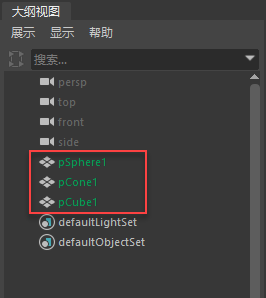 大纲视图
展示 显示 帮助
搜索...
persp
top
front
side
pSphere1
pCone1
pCube1
defaultLightSet
defaultObjectSet